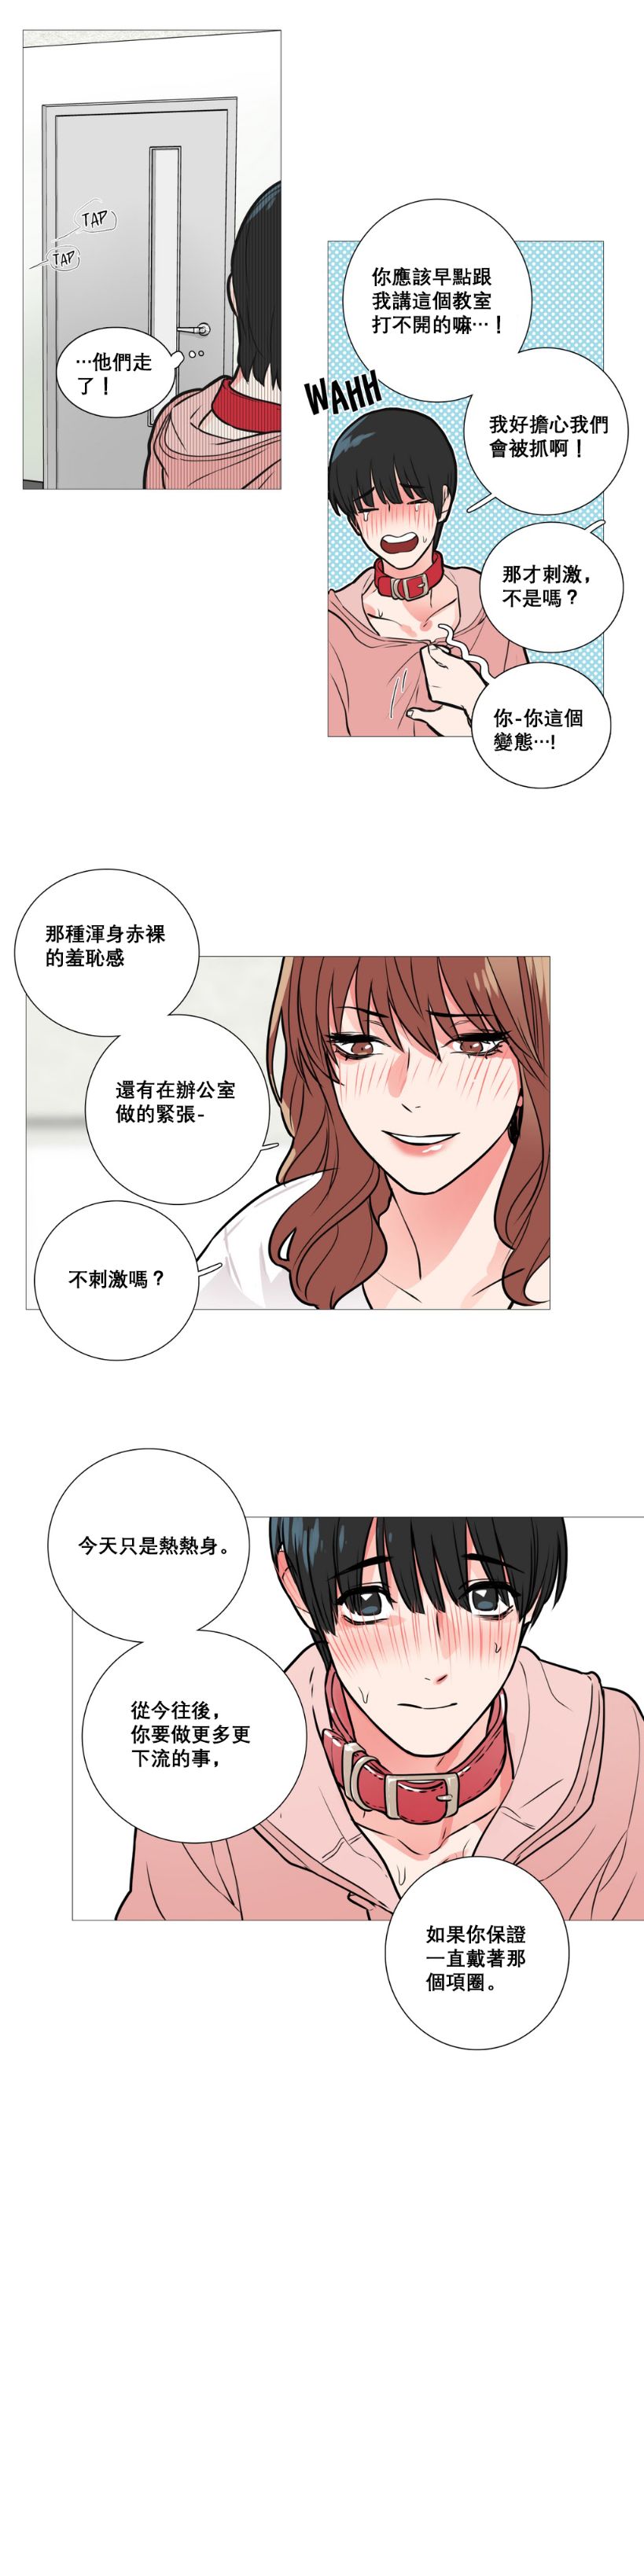 TAP
TAP
…他們走
了！
你應該早點跟
我講這個教室
打不開的嘛…！
WAHH
我好擔心我們
會被抓啊！
那才刺激，
不是嗎？
你-你這個
變態…!
那種渾身赤裸
的羞恥感
還有在辦公室
做的緊張-
不刺激嗎？
今天只是熱熱身。
從今往後，
你要做更多更
下流的事，
如果你保證
一直戴著那
個項圈。